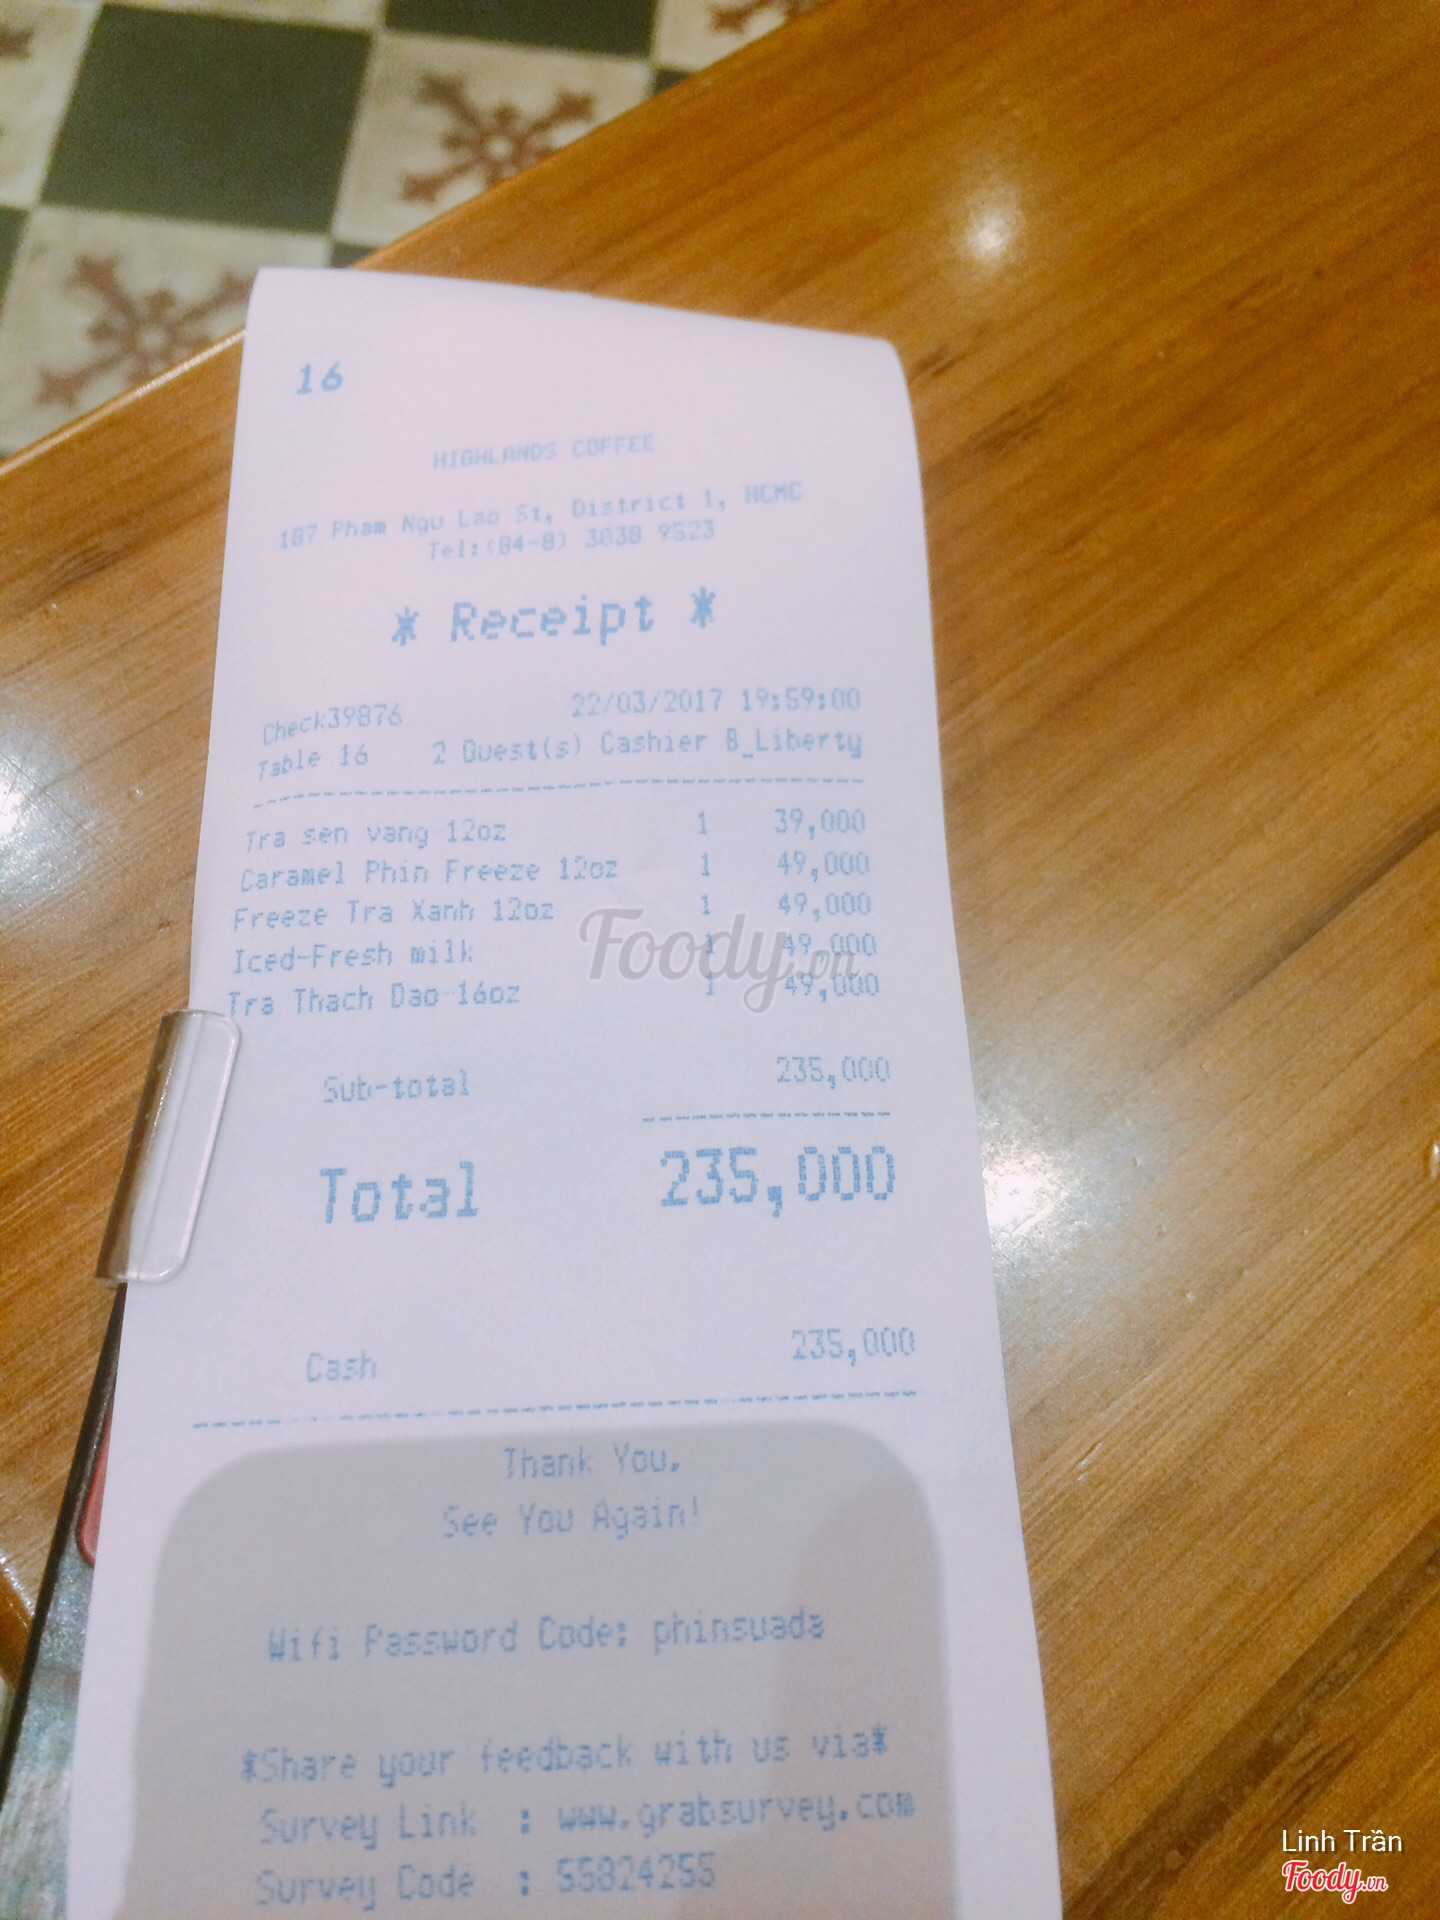 16
HIGHLANDS COFFEE
187 Pham Ngu Lao St, District 1, HCMC
Tel:(84-8) 3838 9523
* Receipt *
Check39876 22/03/2017 19:59:00
Table 16 2 Guest(s) Cashier B_Liberty
Tra sen vang 12oz 1 39,000
Caramel Phin Freeze 12oz 1 49,000
Freeze Tra Xanh 12oz 1 49,000
Iced-Fresh milk 1 49,000
Tra Thach Dao 16oz 1 49,000
Foody.vn
Sub-total 235,000
Total 235,000
Cash 235,000
Thank You.
See You Again!
Wifi Password Code: phinsuada
*Share your feedback with us via*
Survey Link : www.grabsurvey.com
Survey Code : 55824255
Linh Trần
Foody.vn